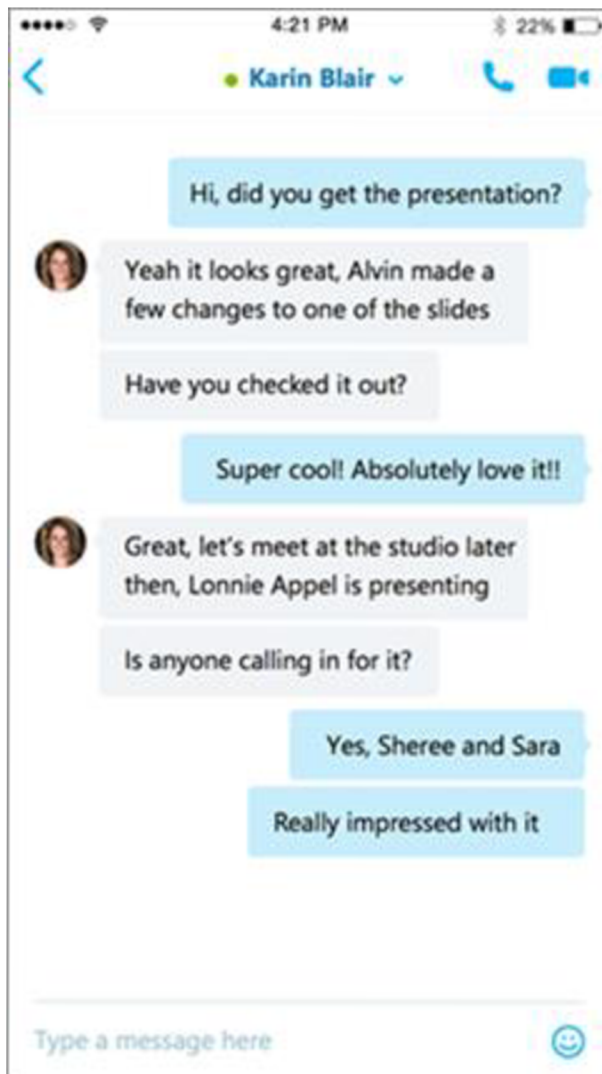 4:21 PM 22%
Karin Blair
Hi, did you get the presentation?
Yeah it looks great, Alvin made a
few changes to one of the slides
Have you checked it out?
Super cool! Absolutely love it!!
Great, let's meet at the studio later
then, Lonnie Appel is presenting
Is anyone calling in for it?
Yes, Sheree and Sara
Really impressed with it
Type a message here